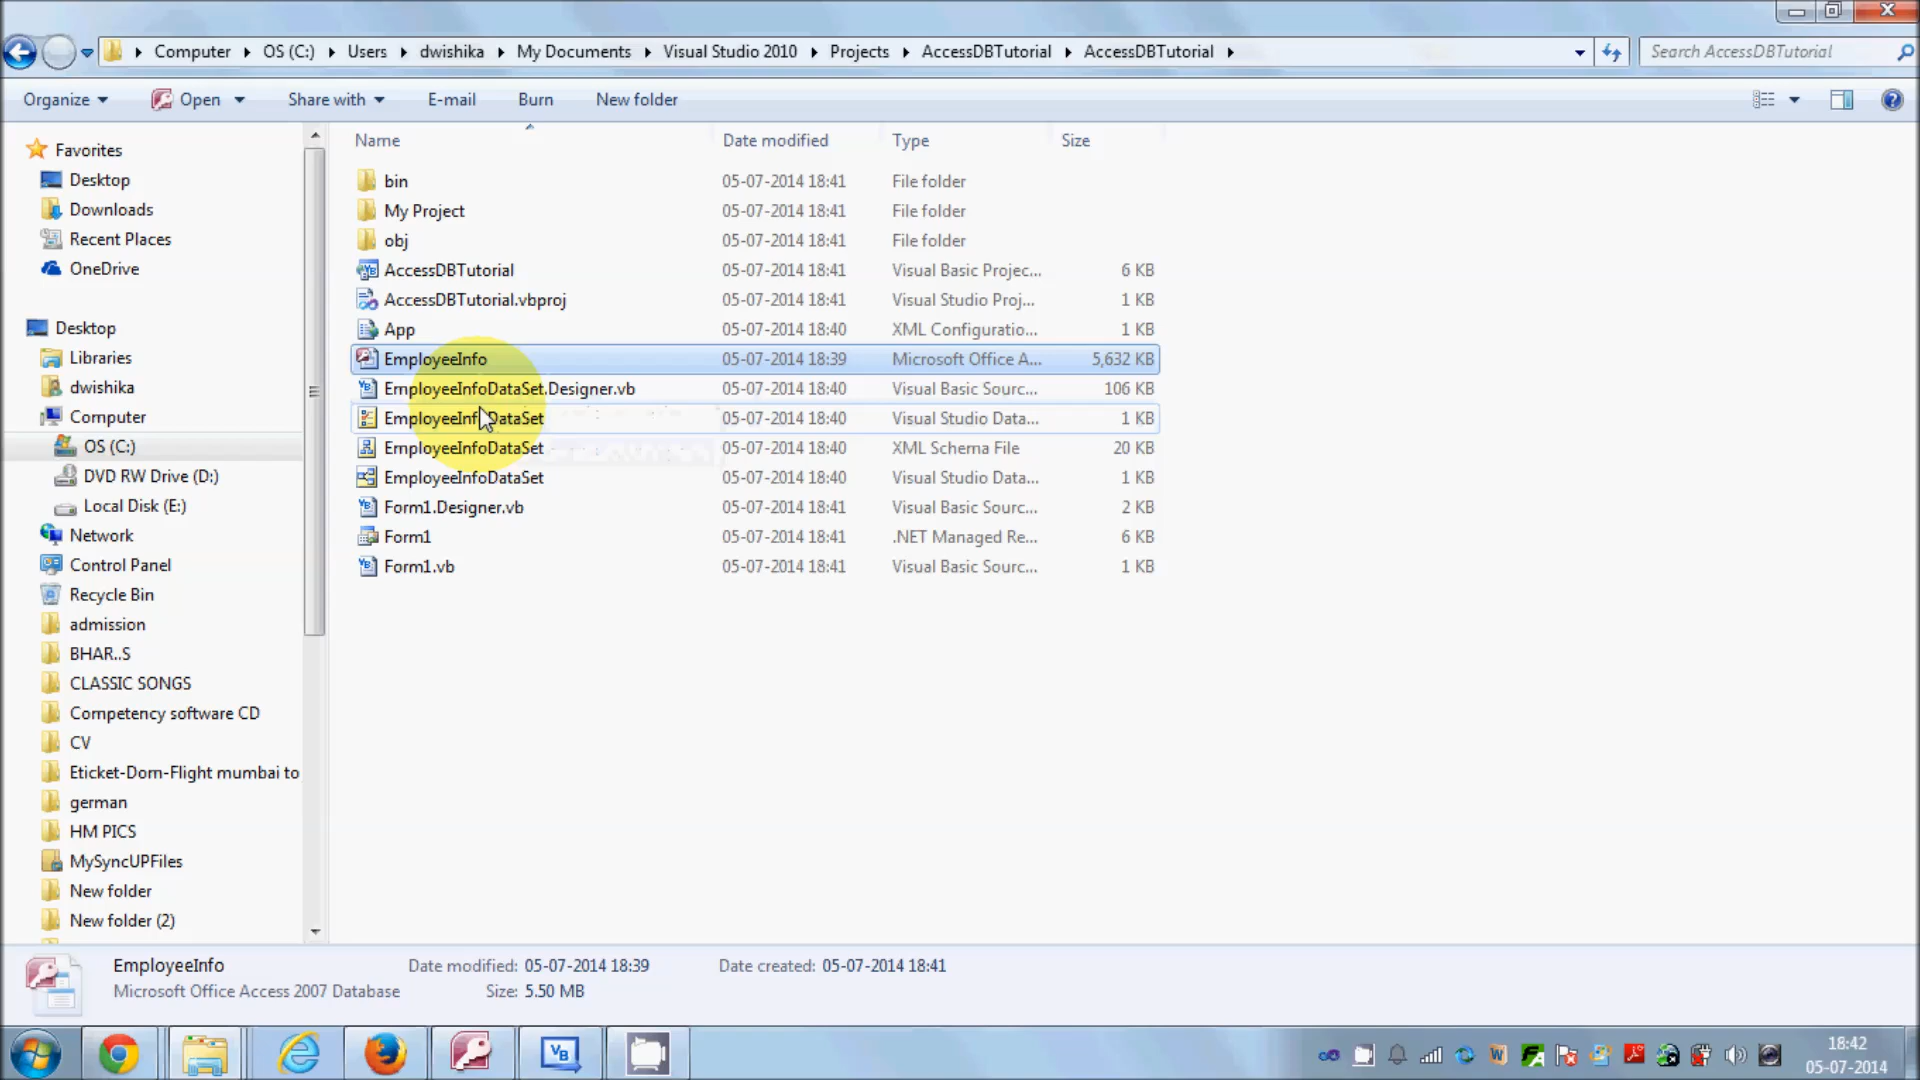 Computer OS (C:) Users dwishika My Documents Visual Studio 2010 Projects AccessDBTutorial AccessDBTutorial
Search AccessDBTutorial
Organize Open Share with E-mail Burn New folder
Name Date modified Type Size
Favorites
Desktop
Downloads
Recent Places
OneDrive
Desktop
Libraries
dwishika
Computer
OS (C:)
DVD RW Drive (D:)
Local Disk (E:)
Network
Control Panel
Recycle Bin
admission
BHAR..S
CLASSIC SONGS
Competency software CD
CV
Eticket-Dom-Flight mumbai to
german
HM PICS
MySyncUPFiles
New folder
New folder (2)
bin 05-07-2014 18:41 File folder
My Project 05-07-2014 18:41 File folder
obj 05-07-2014 18:41 File folder
AccessDBTutorial 05-07-2014 18:41 Visual Basic Projec... 6 KB
AccessDBTutorial.vbproj 05-07-2014 18:41 Visual Studio Proj... 1 KB
App 05-07-2014 18:40 XML Configuratio... 1 KB
EmployeeInfo 05-07-2014 18:39 Microsoft Office A... 5,632 KB
EmployeeInfoDataSet.Designer.vb 05-07-2014 18:40 Visual Basic Sourc... 106 KB
EmployeeInfoDataSet 05-07-2014 18:40 Visual Studio Data... 1 KB
EmployeeInfoDataSet 05-07-2014 18:40 XML Schema File 20 KB
EmployeeInfoDataSet 05-07-2014 18:40 Visual Studio Data... 1 KB
Form1.Designer.vb 05-07-2014 18:41 Visual Basic Sourc... 2 KB
Form1 05-07-2014 18:41 .NET Managed Re... 6 KB
Form1.vb 05-07-2014 18:41 Visual Basic Sourc... 1 KB
EmployeeInfo Date modified: 05-07-2014 18:39 Date created: 05-07-2014 18:41
Microsoft Office Access 2007 Database Size: 5.50 MB
VB
18:42
05-07-2014